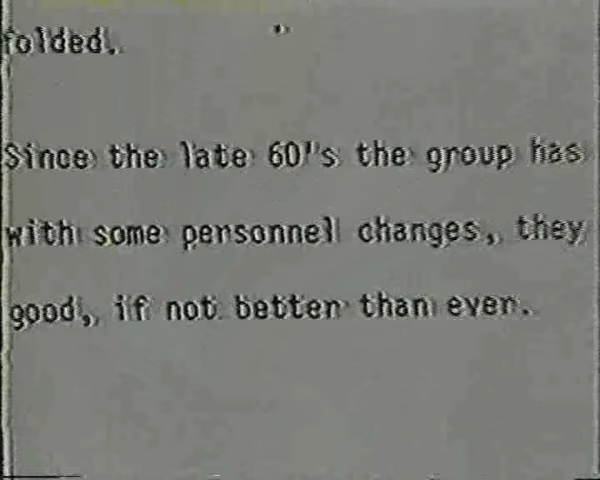 folded.
Since the late 60's the group has
with some personnel changes, they
good, if not better than ever.